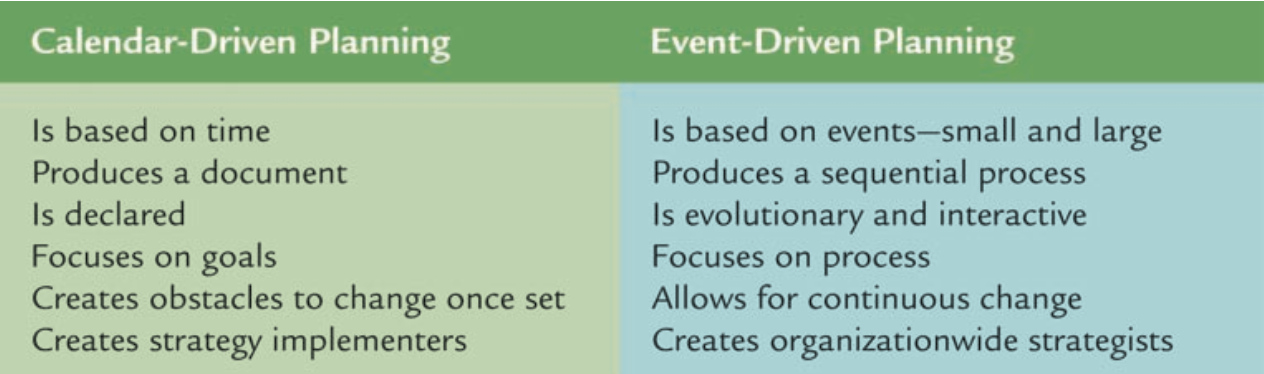 Calendar-Driven Planning
Event-Driven Planning
Is based on time
Is based on events—small and large
Produces a document
Produces a sequential process
Is declared
Is evolutionary and interactive
Focuses on goals
Focuses on process
Creates obstacles to change once set
Allows for continuous change
Creates strategy implementers
Creates organizationwide strategists